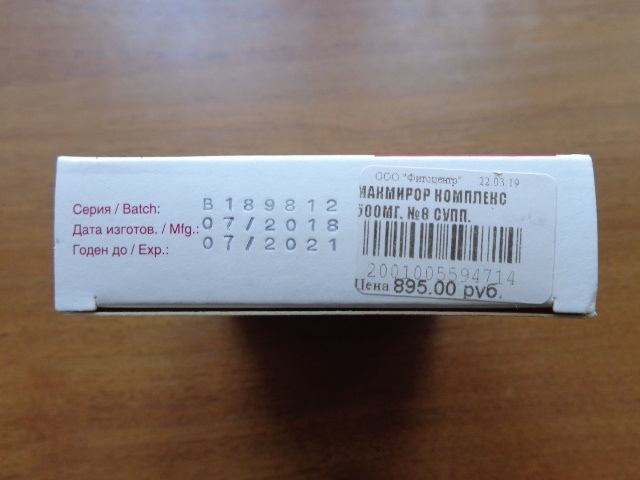 Серия / Batch: B189812
Дата изготов. / Mfg.: 07/2018
Годен до / Exp.: 07/2021
ООО "Фитоцентр" 22.03.19
МАКМИРОР КОМПЛЕКС
500МГ. №8 СУПП.
2001005594714
Цена 895.00 руб.